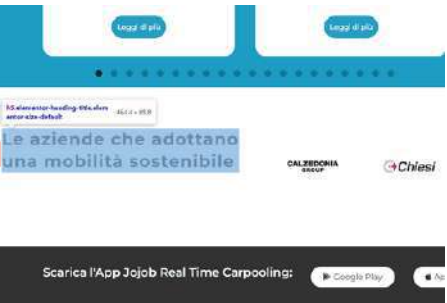 Leggi di più
Leggi di più
Le aziende che adottano
una mobilità sostenibile
CALZEDONIA
GROUP
Chiesi
Scarica l'App Jojob Real Time Carpooling:
Google Play